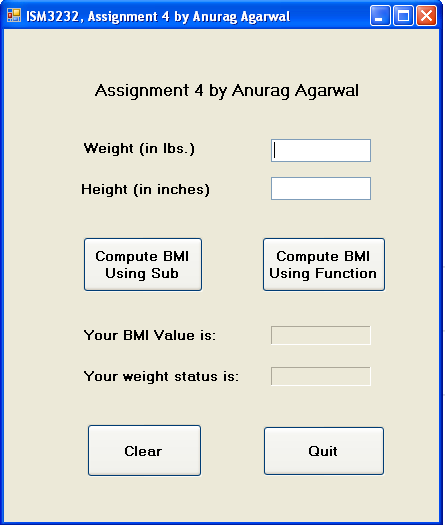 ISM3232, Assignment 4 by Anurag Agarwal
Assignment 4 by Anurag Agarwal
Weight (in lbs.)
Height (in inches)
Compute BMI
Using Sub
Compute BMI
Using Function
Your BMI Value is:
Your weight status is:
Clear
Quit